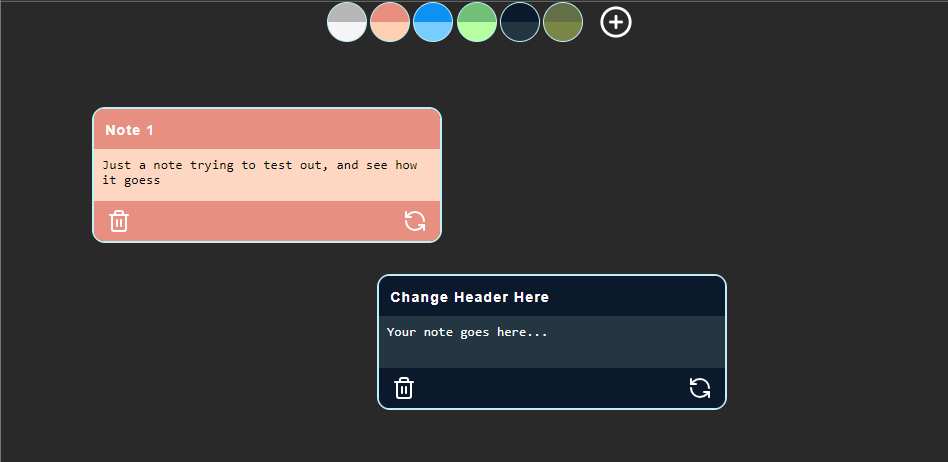 Note 1
Just a note trying to test out, and see how
it goess
Change Header Here
Your note goes here...